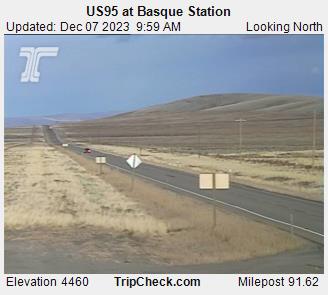 US95 at Basque Station
Updated: Dec 07 2023 9:59 AM Looking North
Elevation 4460 TripCheck.com Milepost 91.62